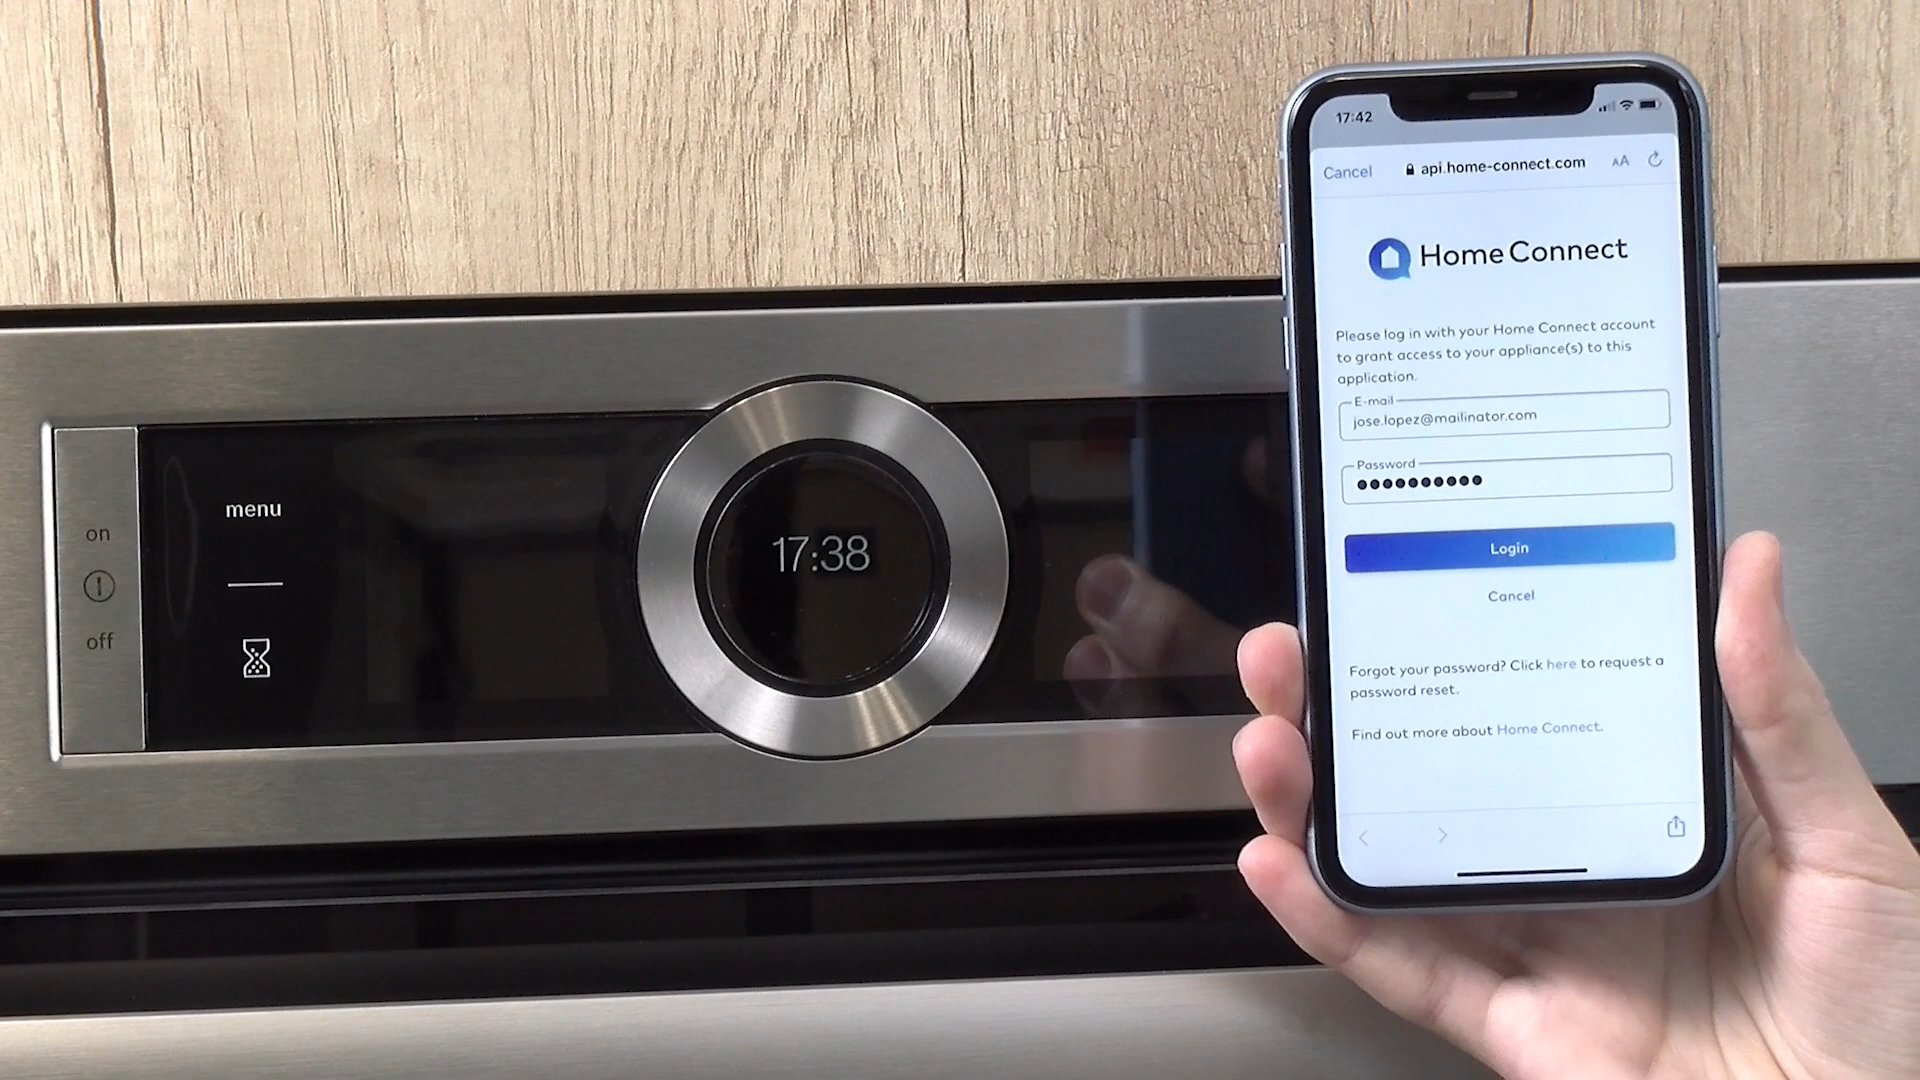 on
off
menu
17:38
17:42
Cancel
api.home-connect.com
AA
Home Connect
Please log in with your Home Connect account
to grant access to your appliance(s) to this
application.
E-mail
jose.lopez@mailinator.com
Password
●●●●●●●●●●
Login
Cancel
Forgot your password? Click here to request a
password reset.
Find out more about Home Connect.